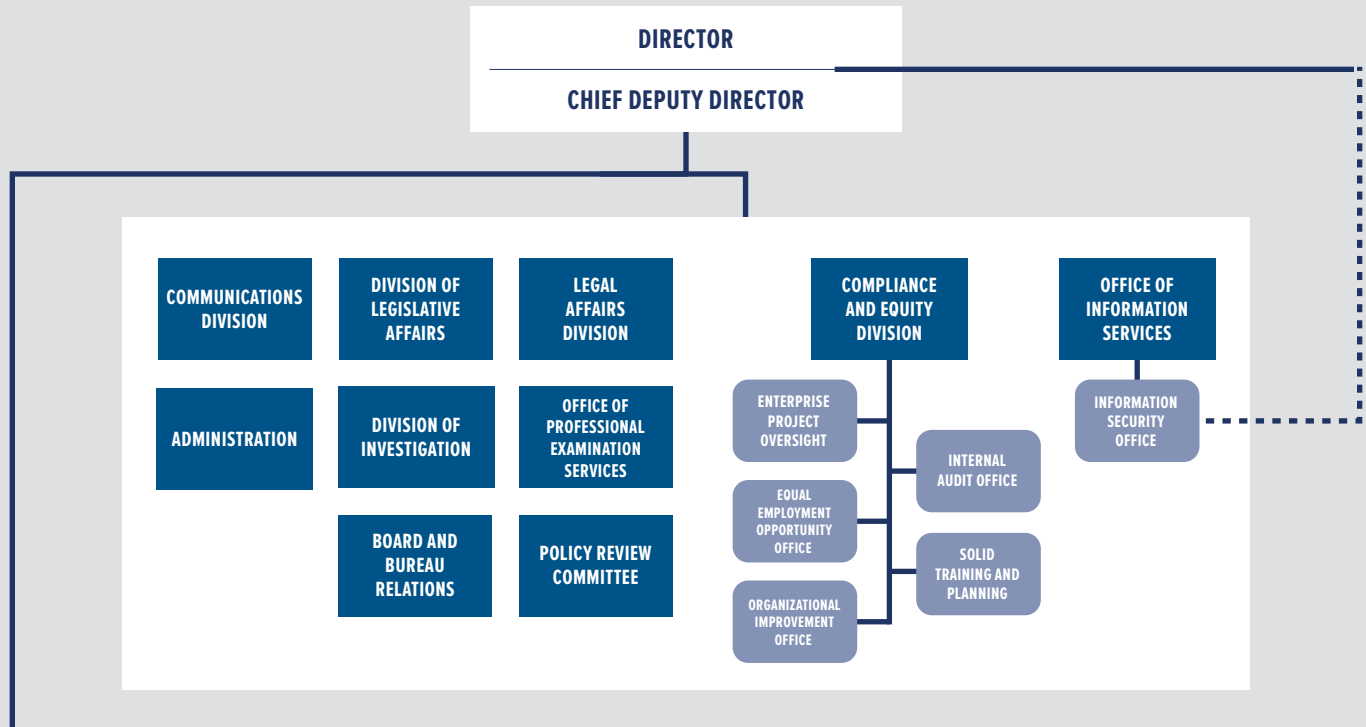 DIRECTOR
CHIEF DEPUTY DIRECTOR
COMMUNICATIONS
DIVISION
DIVISION OF
LEGISLATIVE
AFFAIRS
LEGAL
AFFAIRS
DIVISION
COMPLIANCE
AND EQUITY
DIVISION
OFFICE OF
INFORMATION
SERVICES
ADMINISTRATION
DIVISION OF
INVESTIGATION
OFFICE OF
PROFESSIONAL
EXAMINATION
SERVICES
ENTERPRISE
PROJECT
OVERSIGHT
INFORMATION
SECURITY
OFFICE
INTERNAL
AUDIT OFFICE
EQUAL
EMPLOYMENT
OPPORTUNITY
OFFICE
BOARD AND
BUREAU
RELATIONS
POLICY REVIEW
COMMITTEE
SOLID
TRAINING AND
PLANNING
ORGANIZATIONAL
IMPROVEMENT
OFFICE